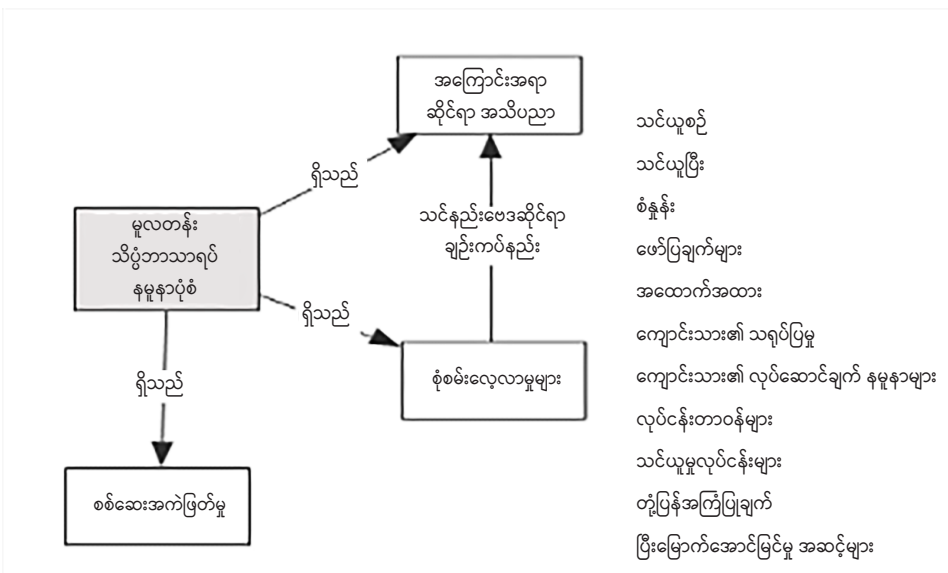 အကြောင်းအရာ
ဆိုင်ရာ အသိပညာ
ရှိသည်
သင်နည်းဗေဒဆိုင်ရာ
ချဉ်းကပ်နည်း
မူလတန်း
သိပ္ပံဘာသာရပ်
နမူနာပုံစံ
ရှိသည်
စုံစမ်းလေ့လာမှုများ
ရှိသည်
စစ်ဆေးအကဲဖြတ်မှု
သင်ယူစဉ်
သင်ယူပြီး
စံနှုန်း
ဖော်ပြချက်များ
အထောက်အထား
ကျောင်းသား၏ သရုပ်ပြမှု
ကျောင်းသား၏ လုပ်ဆောင်ချက် နမူနာများ
လုပ်ငန်းတာဝန်များ
သင်ယူမှုလုပ်ငန်းများ
တုံ့ပြန်အကြံပြုချက်
ပြီးမြောက်အောင်မြင်မှု အဆင့်များ